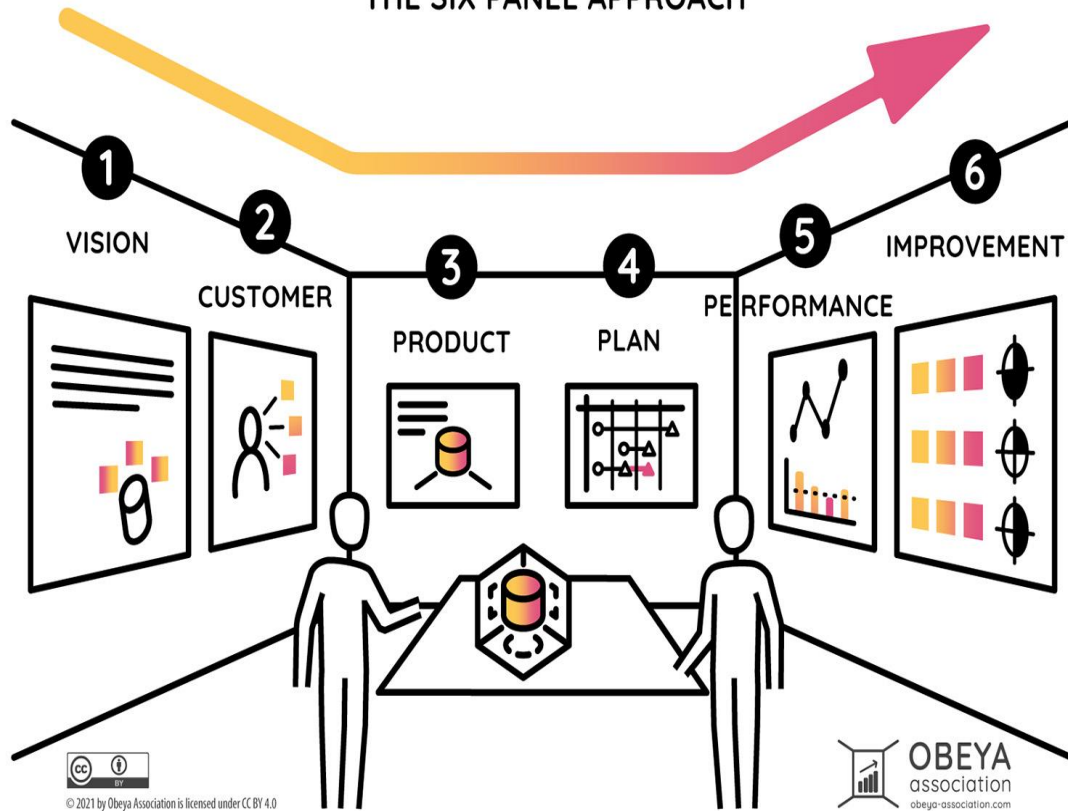 THE SIX PANEL APPROACH
1
VISION
2
CUSTOMER
3
PRODUCT
4
PLAN
5
PERFORMANCE
6
IMPROVEMENT
cc
BY
© 2021 by Obeya Association is licensed under CC BY 4.0
OBEYA
association
obeya-association.com